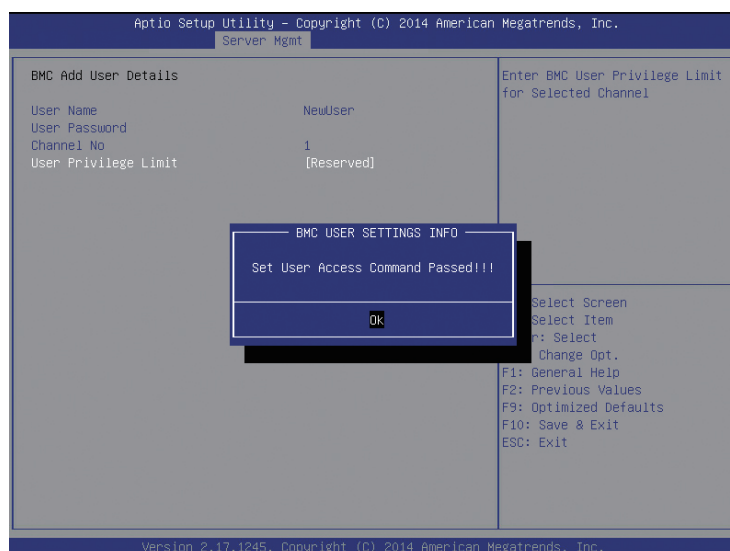 Aptio Setup Utility – Copyright (C) 2014 American Megatrends, Inc.
Server Mgmt
BMC Add User Details
User Name NewUser
User Password
Channel No 1
User Privilege Limit [Reserved]
Enter BMC User Privilege Limit
for Selected Channel
BMC USER SETTINGS INFO
Set User Access Command Passed!!!
Ok
Select Screen
Select Item
r: Select
Change Opt.
F1: General Help
F2: Previous Values
F9: Optimized Defaults
F10: Save & Exit
ESC: Exit
Version 2.17.1245. Copyright (C) 2014 American Megatrends, Inc.